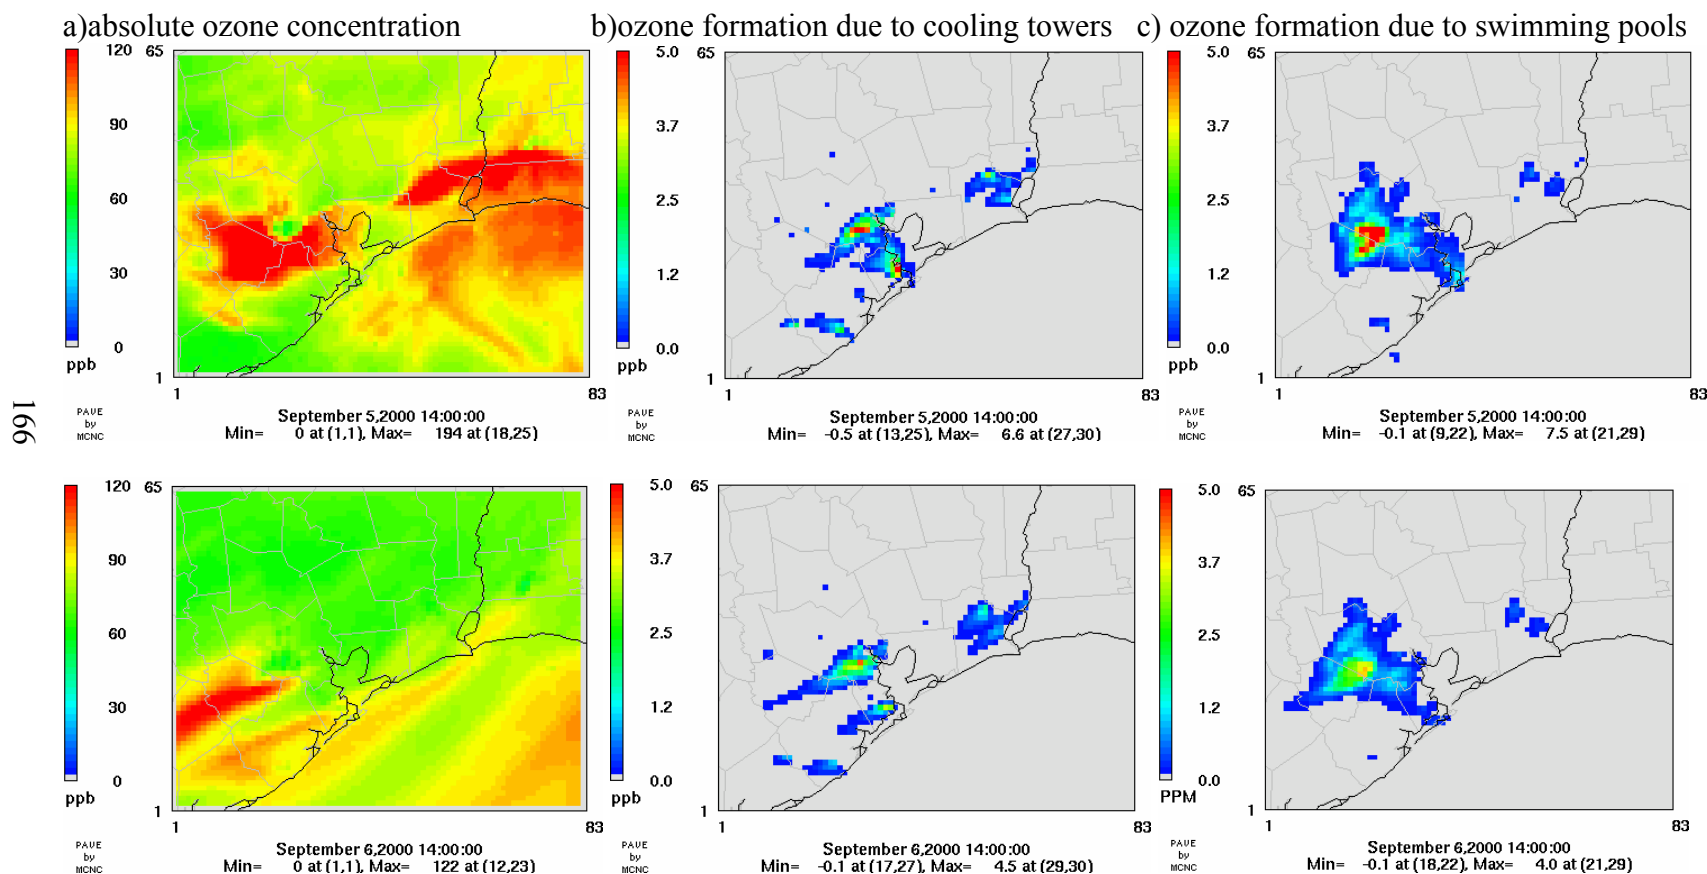 a)absolute ozone concentration
b)ozone formation due to cooling towers
c) ozone formation due to swimming pools
120
90
60
30
0
ppb
65
1
1
83
PAVE
by
MCNC
September 5,2000 14:00:00
Min= 0 at (1,1), Max= 194 at (18,25)
5.0
3.7
2.5
1.2
0.0
ppb
65
1
1
83
PAVE
by
MCNC
September 5,2000 14:00:00
Min= -0.5 at (13,25), Max= 6.6 at (27,30)
5.0
3.7
2.5
1.2
0.0
ppb
65
1
1
83
PAVE
by
MCNC
September 5,2000 14:00:00
Min= -0.1 at (9,22), Max= 7.5 at (21,29)
166
120
90
60
30
0
ppb
65
1
1
83
PAVE
by
MCNC
September 6,2000 14:00:00
Min= 0 at (1,1), Max= 122 at (12,23)
5.0
3.7
2.5
1.2
0.0
ppb
65
1
1
83
PAVE
by
MCNC
September 6,2000 14:00:00
Min= -0.1 at (17,27), Max= 4.5 at (29,30)
5.0
3.7
2.5
1.2
0.0
PPM
65
1
1
83
PAVE
by
MCNC
September 6,2000 14:00:00
Min= -0.1 at (18,22), Max= 4.0 at (21,29)